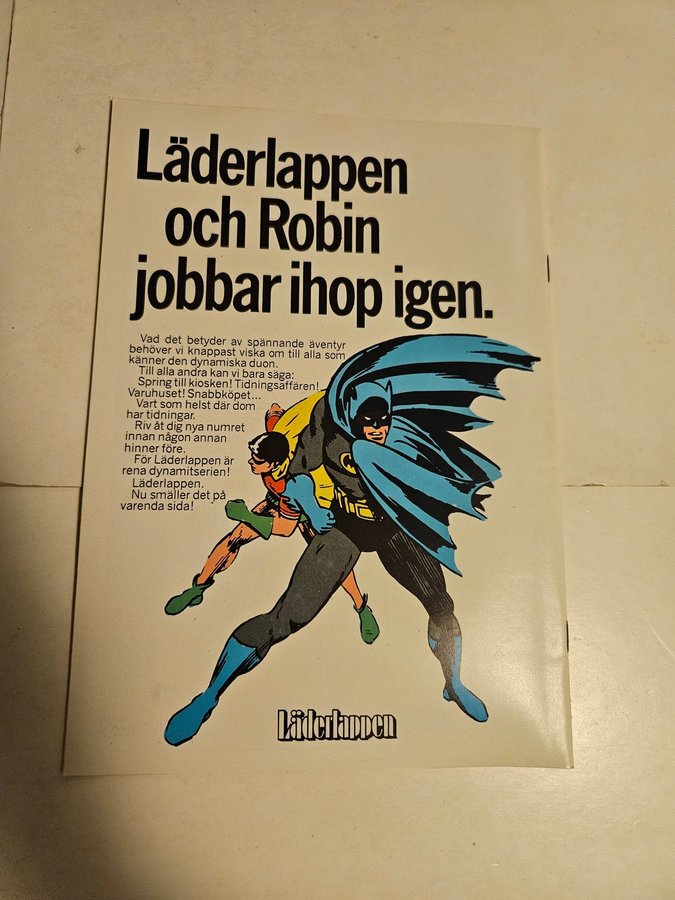 Läderlappen
och Robin
jobbar ihop igen.
Vad det betyder av spännande äventyr
behöver vi knappast viska om till alla som
känner den dynamiska duon.
Till alla andra kan vi bara säga:
Spring till kiosken! Tidningsaffären!
Varuhuset! Snabbköpet...
Vart som helst där dom
har tidningar.
Riv åt dig nya numret
innan någon annan
hinner före.
För Läderlappen är
rena dynamitserien!
Läderlappen.
Nu smäller det på
varenda sida!
Läderlappen